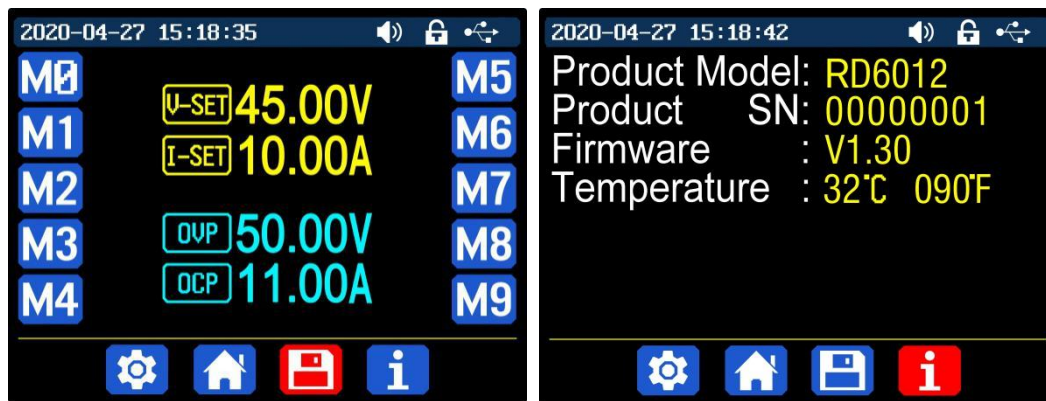 2020-04-27 15:18:35
M0
M1
M2
M3
M4
V-SET 45.00V
I-SET 10.00A
OVP 50.00V
OCP 11.00A
M5
M6
M7
M8
M9
i
2020-04-27 15:18:42
Product Model: RD6012
Product SN: 00000001
Firmware : V1.30
Temperature : 32℃ 090℉
i